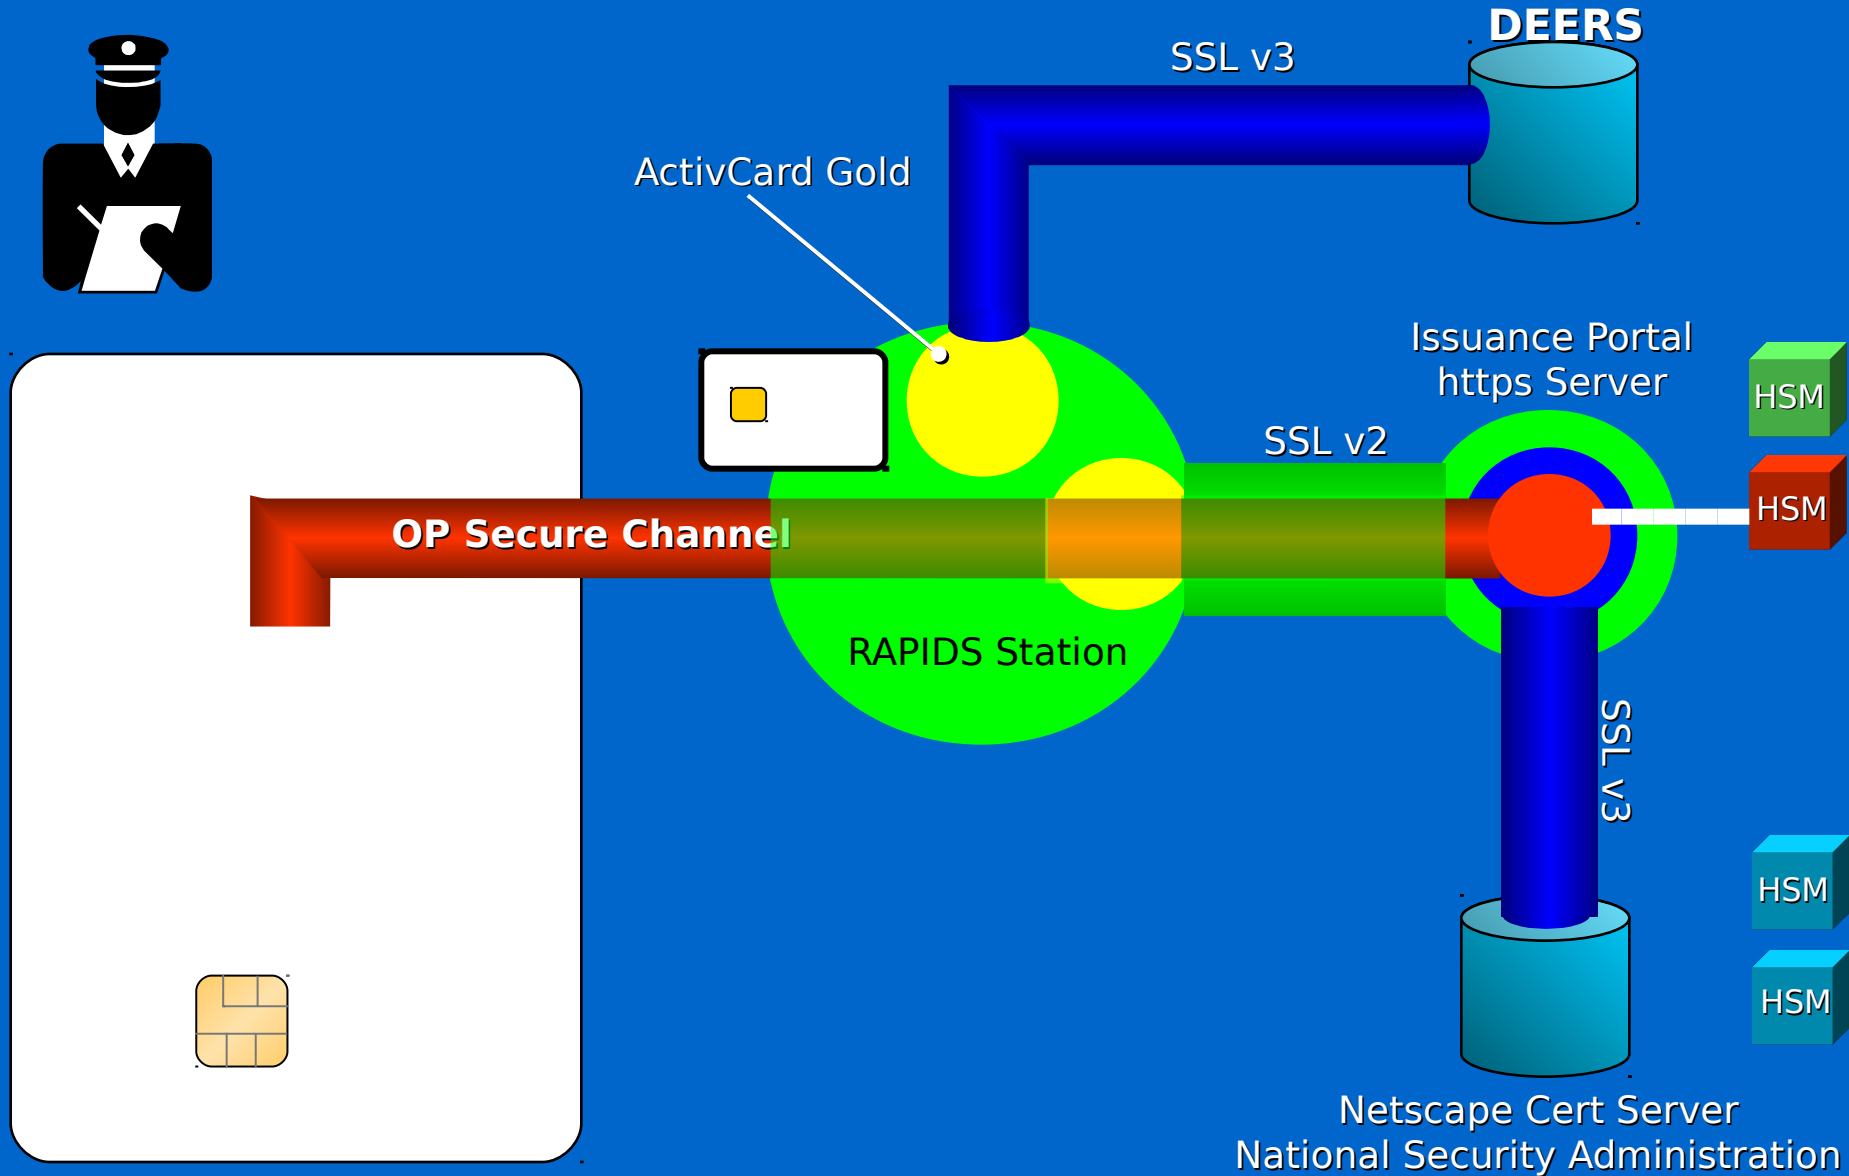 DEERS
SSL v3
ActivCard Gold
Issuance Portal
https Server
HSM
SSL v2
HSM
OP Secure Channel
RAPIDS Station
SSL v3
HSM
HSM
Netscape Cert Server
National Security Administration